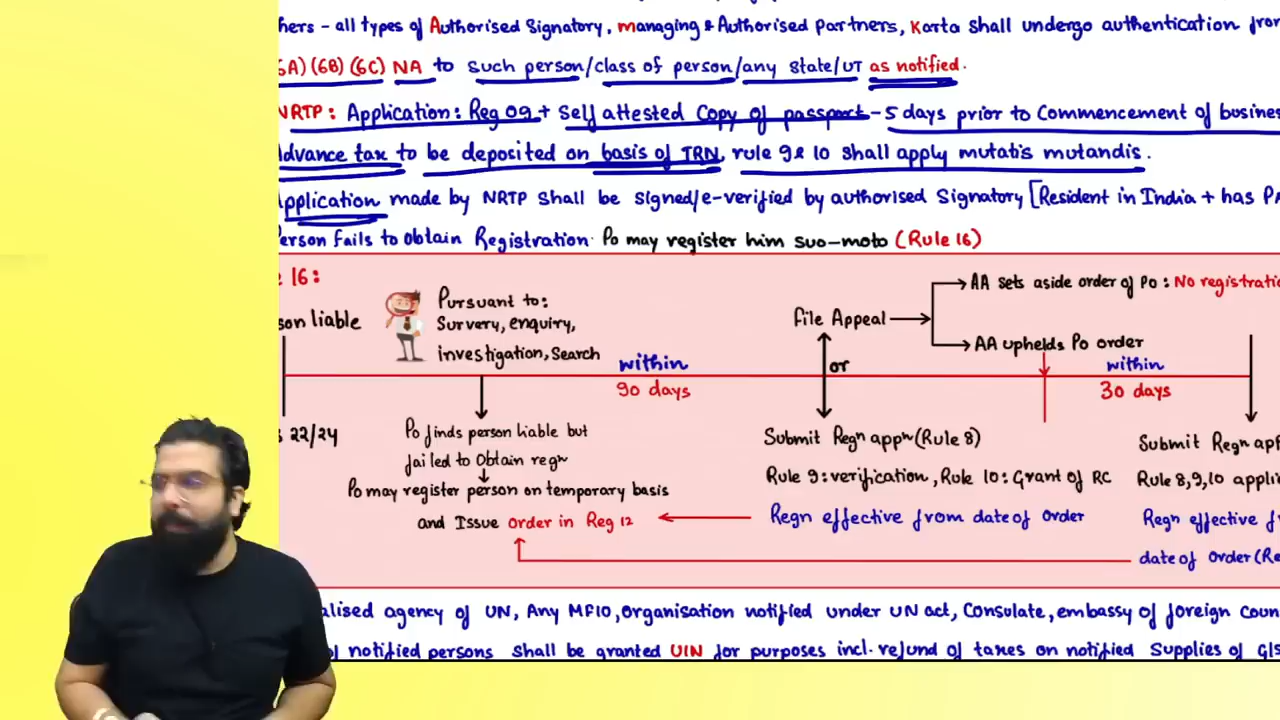 hers - all types of Authorised Signatory, managing & Authorised Partners, Karta shall undergo authentication from
6A) (6B) (6C) NA to such person/class of person/any state/UT as notified.
NRTP: Application: Reg 09 + Self attested Copy of passport - 5 days prior to Commencement of busines
Advance tax to be deposited on basis of TRN, rule 9 & 10 shall apply mutatis mutandis.
Application made by NRTP shall be signed/e-verified by authorised Signatory [Resident in India + has PA
Person fails to obtain Registration. Po may register him suo-moto (Rule 16)
16:
son liable
Pursuant to:
Survery, enquiry,
investigation, Search
within
90 days
File Appeal
or
AA sets aside order of Po: No registratio
AA upholds Po order
within
30 days
22/24
Po finds person liable but
failed to Obtain regn
Po may register person on temporary basis
and Issue order in Reg 12
Submit Regn appn (Rule 8)
Rule 9: verification, Rule 10: Grant of RC
Regn effective from date of order
Submit Regn app
Rule 8,9,10 appli
Regn effective f
date of order (Re
alised agency of UN, Any MFIO, Organisation notified under UN act, Consulate, embassy of foreign coun
of notified persons shall be granted UIN for purposes incl. refund of taxes on notified Supplies of G/S